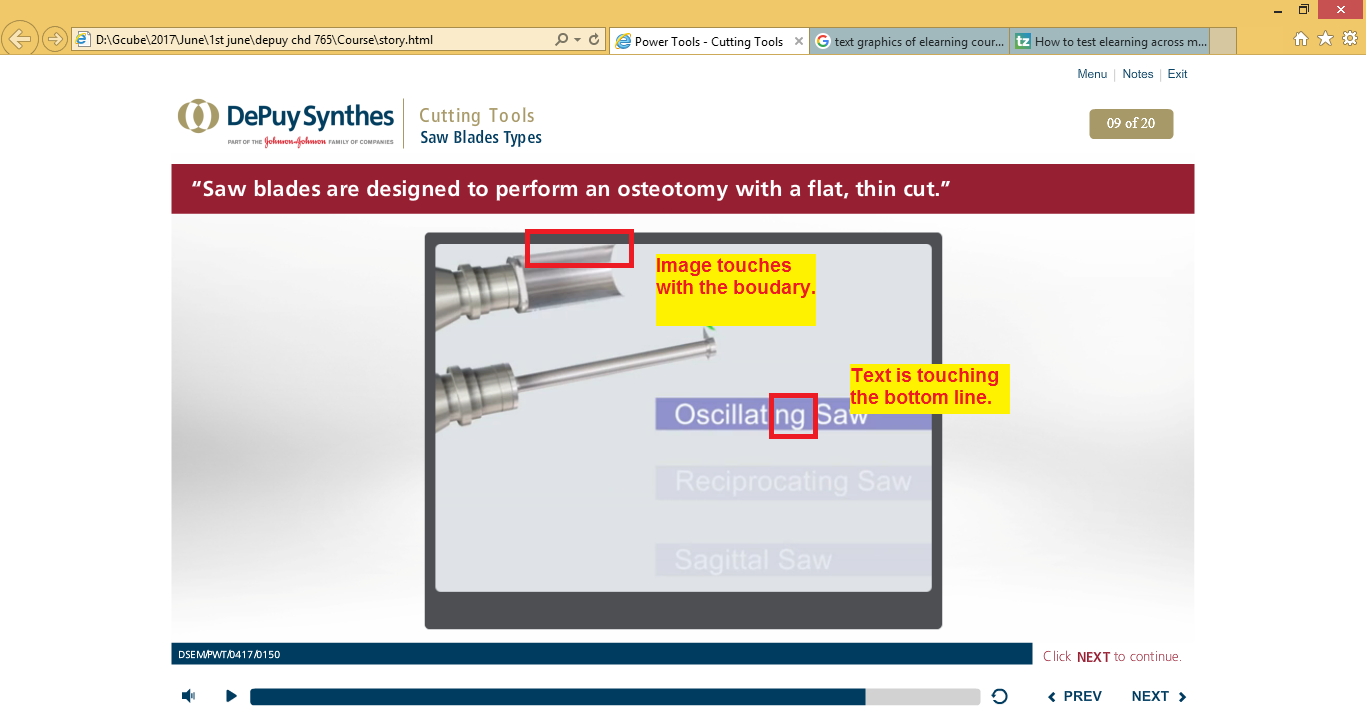 D:\Gcube\2017\June\1st june\depuy chd 765\Course\story.html
Power Tools - Cutting Tools
text graphics of elearning cour...
How to test elearning across m...
Menu | Notes | Exit
DePuy Synthes
PART OF THE Johnson & Johnson FAMILY OF COMPANIES
Cutting Tools
Saw Blades Types
09 of 20
“Saw blades are designed to perform an osteotomy with a flat, thin cut.”
Image touches
with the boudary.
Text is touching
the bottom line.
Oscillating Saw
Reciprocating Saw
Sagittal Saw
DSEM/PWT/0417/0150
Click NEXT to continue.
PREV
NEXT